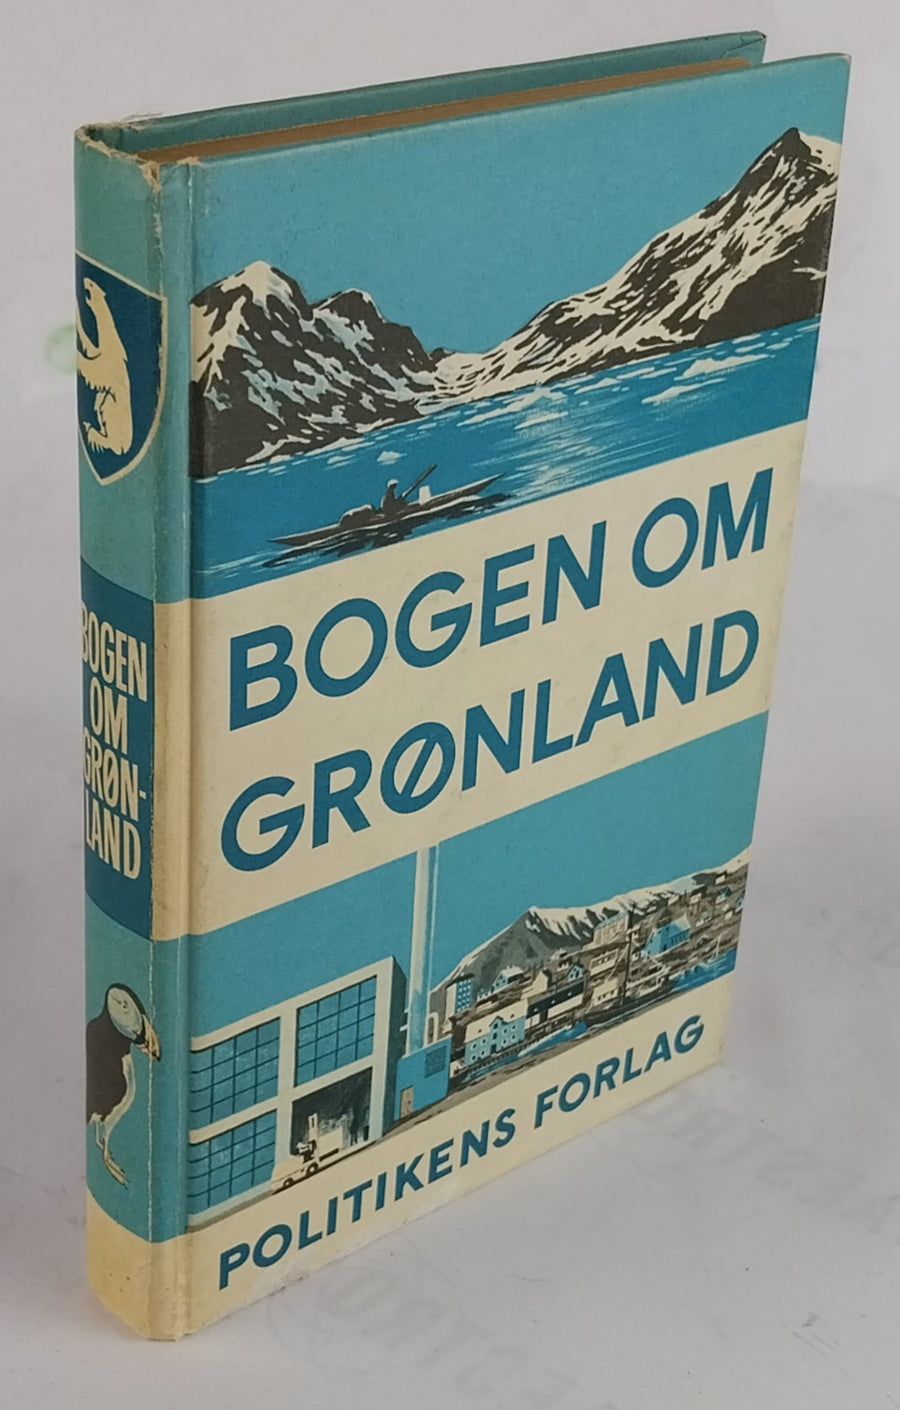 BOGEN OM
GRØNLAND
POLITIKENS FORLAG
BOGEN
OM
GRØN-
LAND